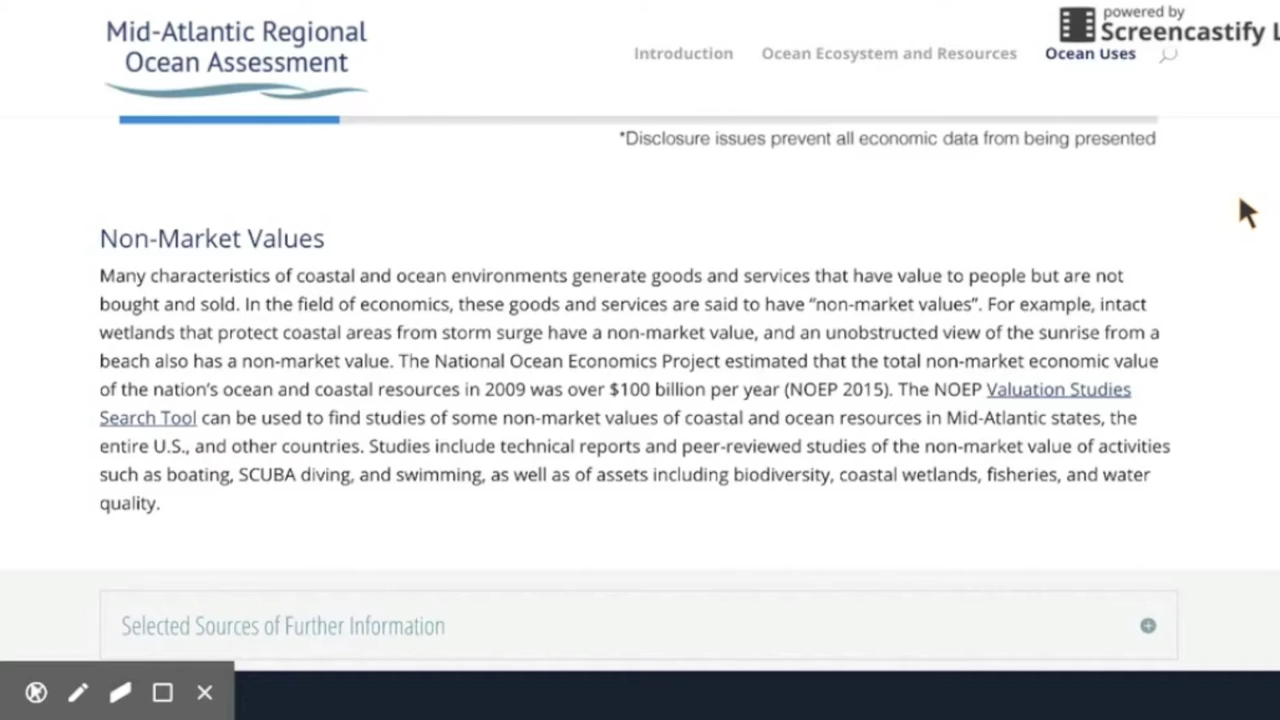 Mid-Atlantic Regional
Ocean Assessment
Introduction
Ocean Ecosystem and Resources
Ocean Uses
powered by
Screencastify L
*Disclosure issues prevent all economic data from being presented
Non-Market Values
Many characteristics of coastal and ocean environments generate goods and services that have value to people but are not
bought and sold. In the field of economics, these goods and services are said to have “non-market values”. For example, intact
wetlands that protect coastal areas from storm surge have a non-market value, and an unobstructed view of the sunrise from a
beach also has a non-market value. The National Ocean Economics Project estimated that the total non-market economic value
of the nation’s ocean and coastal resources in 2009 was over $100 billion per year (NOEP 2015). The NOEP Valuation Studies
Search Tool can be used to find studies of some non-market values of coastal and ocean resources in Mid-Atlantic states, the
entire U.S., and other countries. Studies include technical reports and peer-reviewed studies of the non-market value of activities
such as boating, SCUBA diving, and swimming, as well as of assets including biodiversity, coastal wetlands, fisheries, and water
quality.
Selected Sources of Further Information